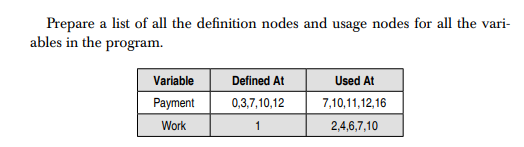 Prepare a list of all the definition nodes and usage nodes for all the vari-
ables in the program.
Variable Defined At Used At
Payment 0,3,7,10,12 7,10,11,12,16
Work 1 2,4,6,7,10